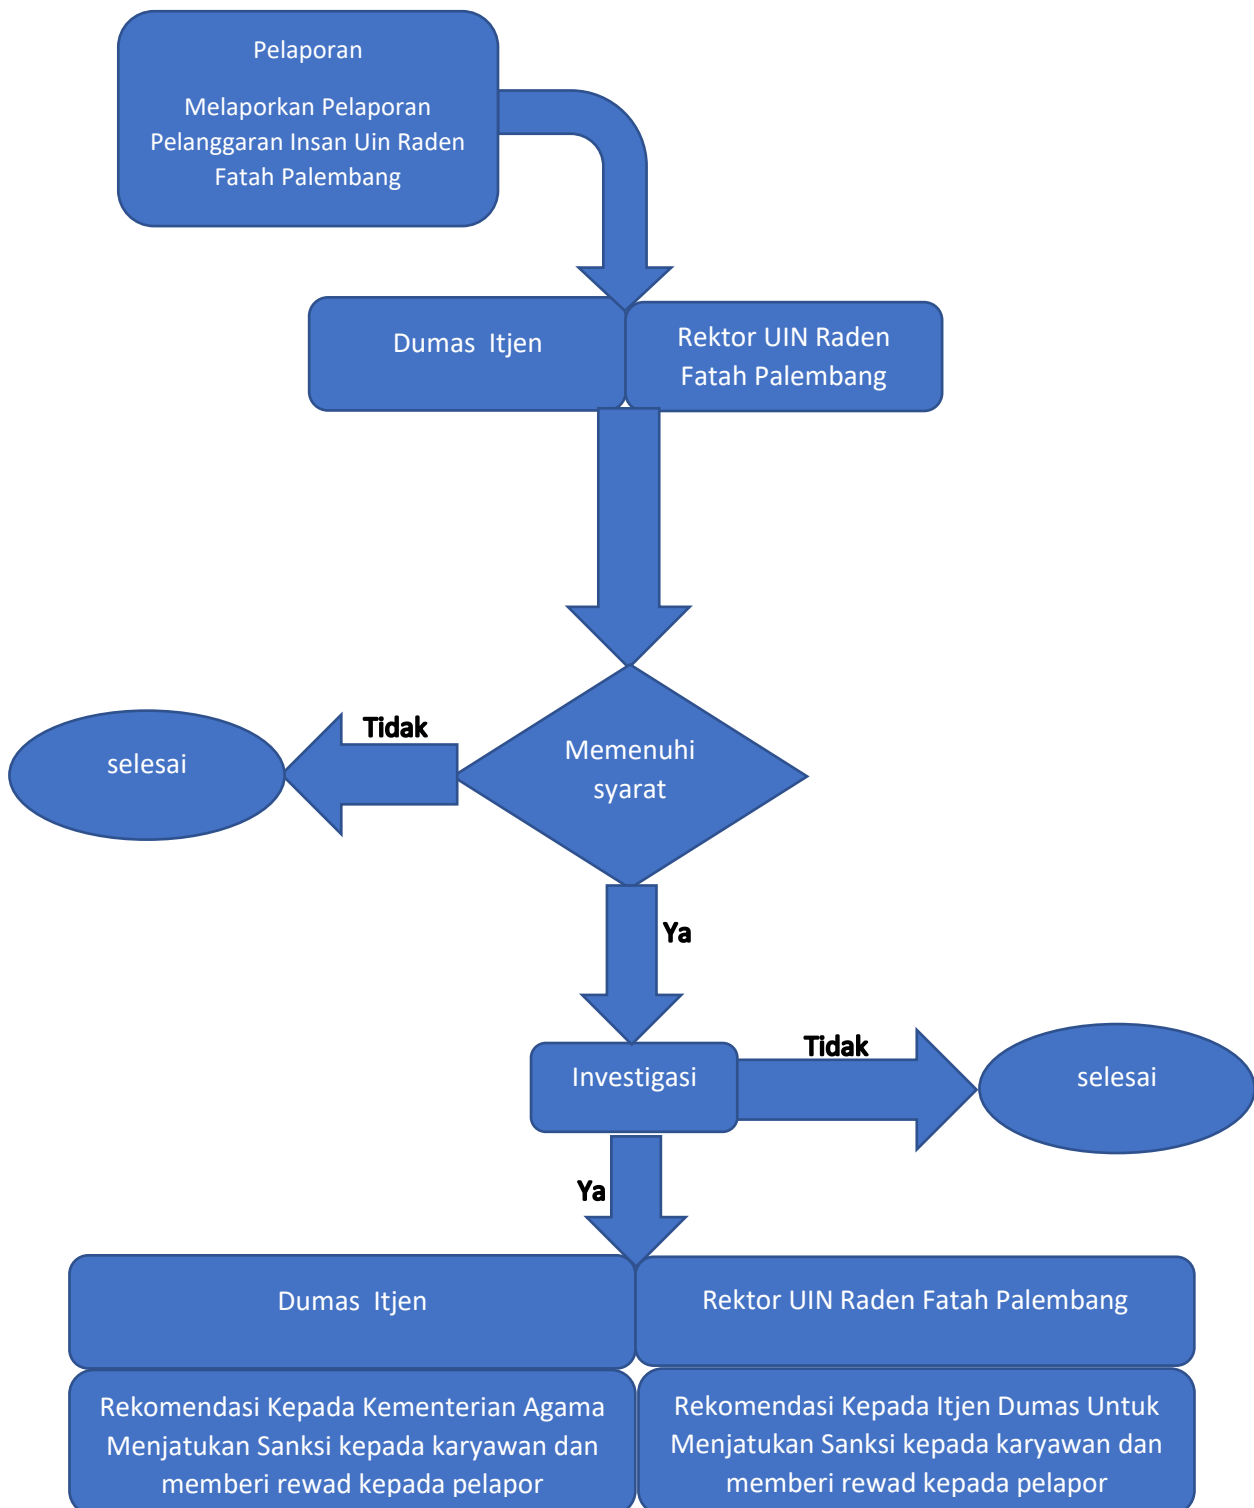 Pelaporan
Melaporkan Pelaporan
Pelanggaran Insan Uin Raden
Fatah Palembang
Dumas  Itjen
Rektor UIN Raden
Fatah Palembang
Tidak
selesai
Memenuhi
syarat
Ya
Investigasi
Tidak
selesai
Ya
Dumas  Itjen
Rektor UIN Raden Fatah Palembang
Rekomendasi Kepada Kementerian Agama
Menjatukan Sanksi kepada karyawan dan
memberi rewad kepada pelapor
Rekomendasi Kepada Itjen Dumas Untuk
Menjatukan Sanksi kepada karyawan dan
memberi rewad kepada pelapor